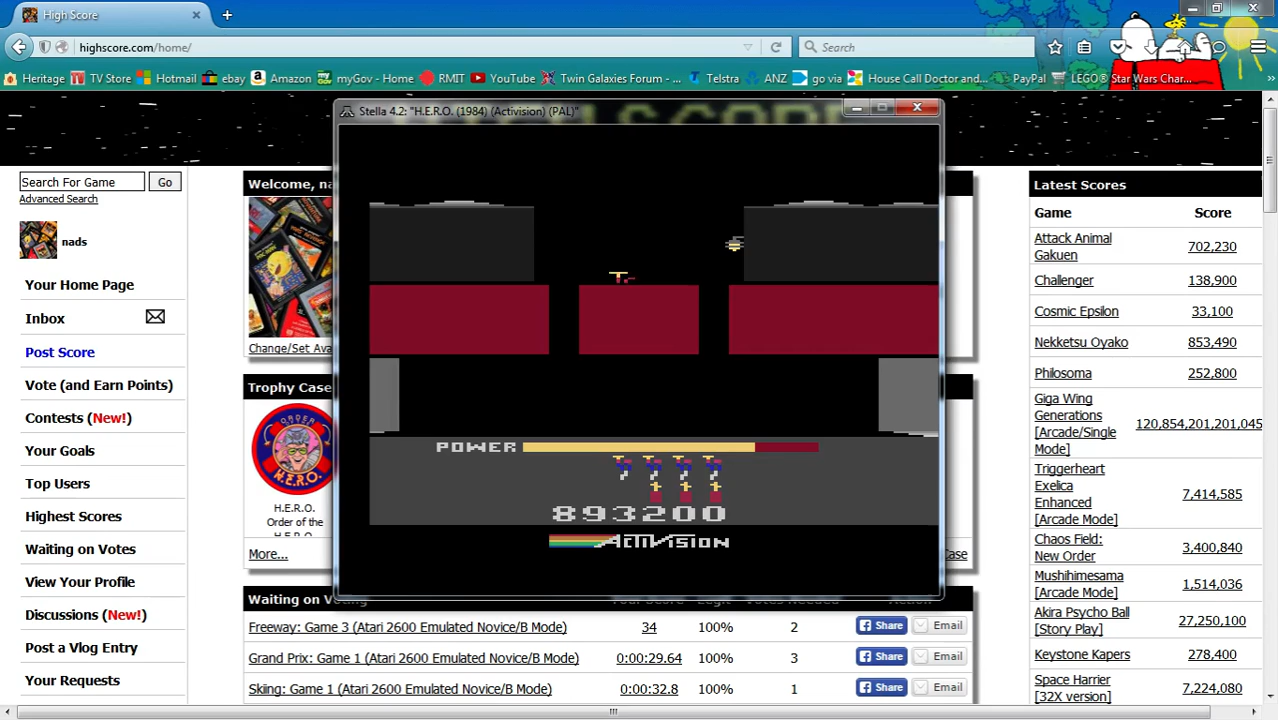 High Score
highscore.com/home/
Search
Heritage TV Store Hotmail ebay Amazon myGov - Home RMIT YouTube Twin Galaxies Forum - ... Telstra ANZ go via House Call Doctor and... PayPal LEGO® Star Wars Char... »
Search For Game Go
Advanced Search
nads
Your Home Page
Inbox
Post Score
Vote (and Earn Points)
Contests (New!)
Your Goals
Top Users
Highest Scores
Waiting on Votes
View Your Profile
Discussions (New!)
Post a Vlog Entry
Your Requests
Welcome, na
Change/Set Ava
Trophy Case
ORDER
H.E.R.O.
H.E.R.O.
Order of the
More...
Case
Stella 4.2: "H.E.R.O. (1984) (Activision) (PAL)"
POWER
893200
ACTIVISION
Waiting on Voting Your Score Legit Votes Needed Action
Freeway: Game 3 (Atari 2600 Emulated Novice/B Mode) 34 100% 2 Share Email
Grand Prix: Game 1 (Atari 2600 Emulated Novice/B Mode) 0:00:29.64 100% 3 Share Email
Skiing: Game 1 (Atari 2600 Emulated Novice/B Mode) 0:00:32.8 100% 1 Share Email
Latest Scores
Game Score
Attack Animal
Gakuen 702,230
Challenger 138,900
Cosmic Epsilon 33,100
Nekketsu Oyako 853,490
Philosoma 252,800
Giga Wing
Generations
[Arcade/Single
Mode] 120,854,201,201,045
Triggerheart
Exelica
Enhanced
[Arcade Mode] 7,414,585
Chaos Field:
New Order 3,400,840
Mushihimesama
[Arcade Mode] 1,514,036
Akira Psycho Ball
[Story Play] 27,250,100
Keystone Kapers 278,400
Space Harrier
[32X version] 7,224,080